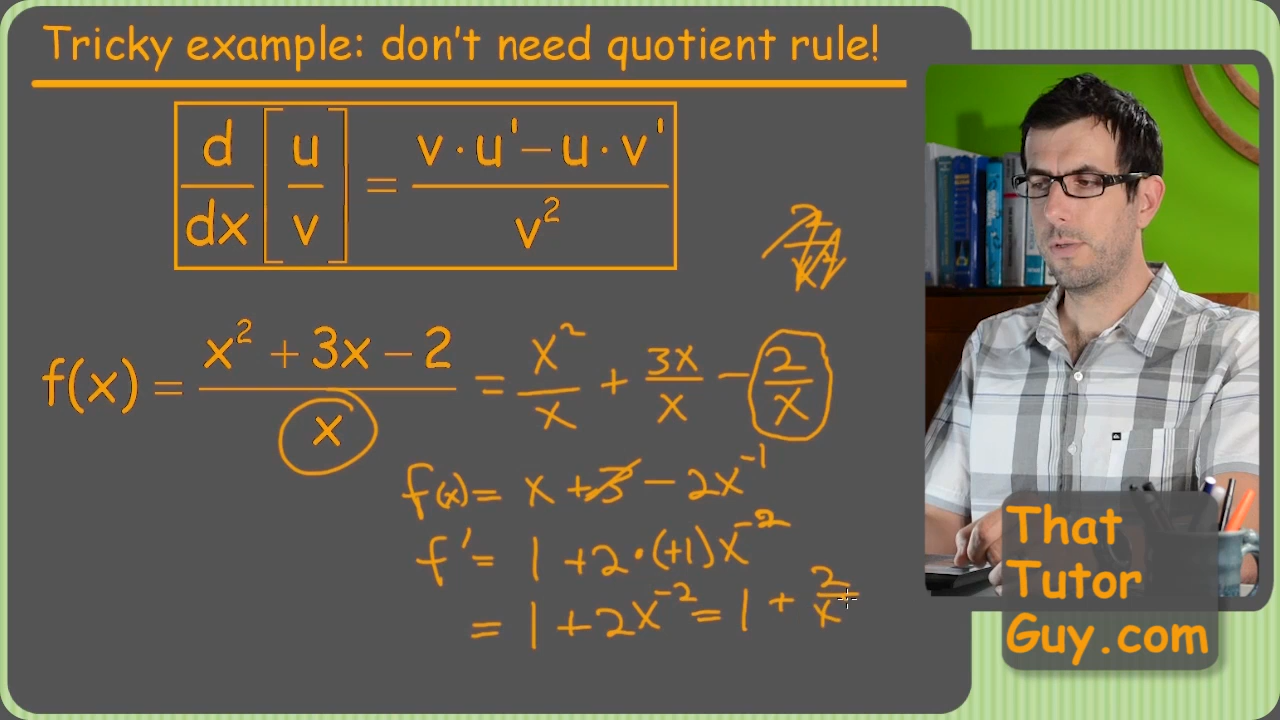 Tricky example: don't need quotient rule!
d/dx [u/v] = (v · u' − u · v')/v²
f(x) = (x² + 3x − 2)/x = x²/x + 3x/x − 2/x
f(x) = x + 3 − 2x⁻¹
f' = 1 + 2 · (+1)x⁻²
= 1 + 2x⁻² = 1 + 2/x
That
Tutor
Guy.com